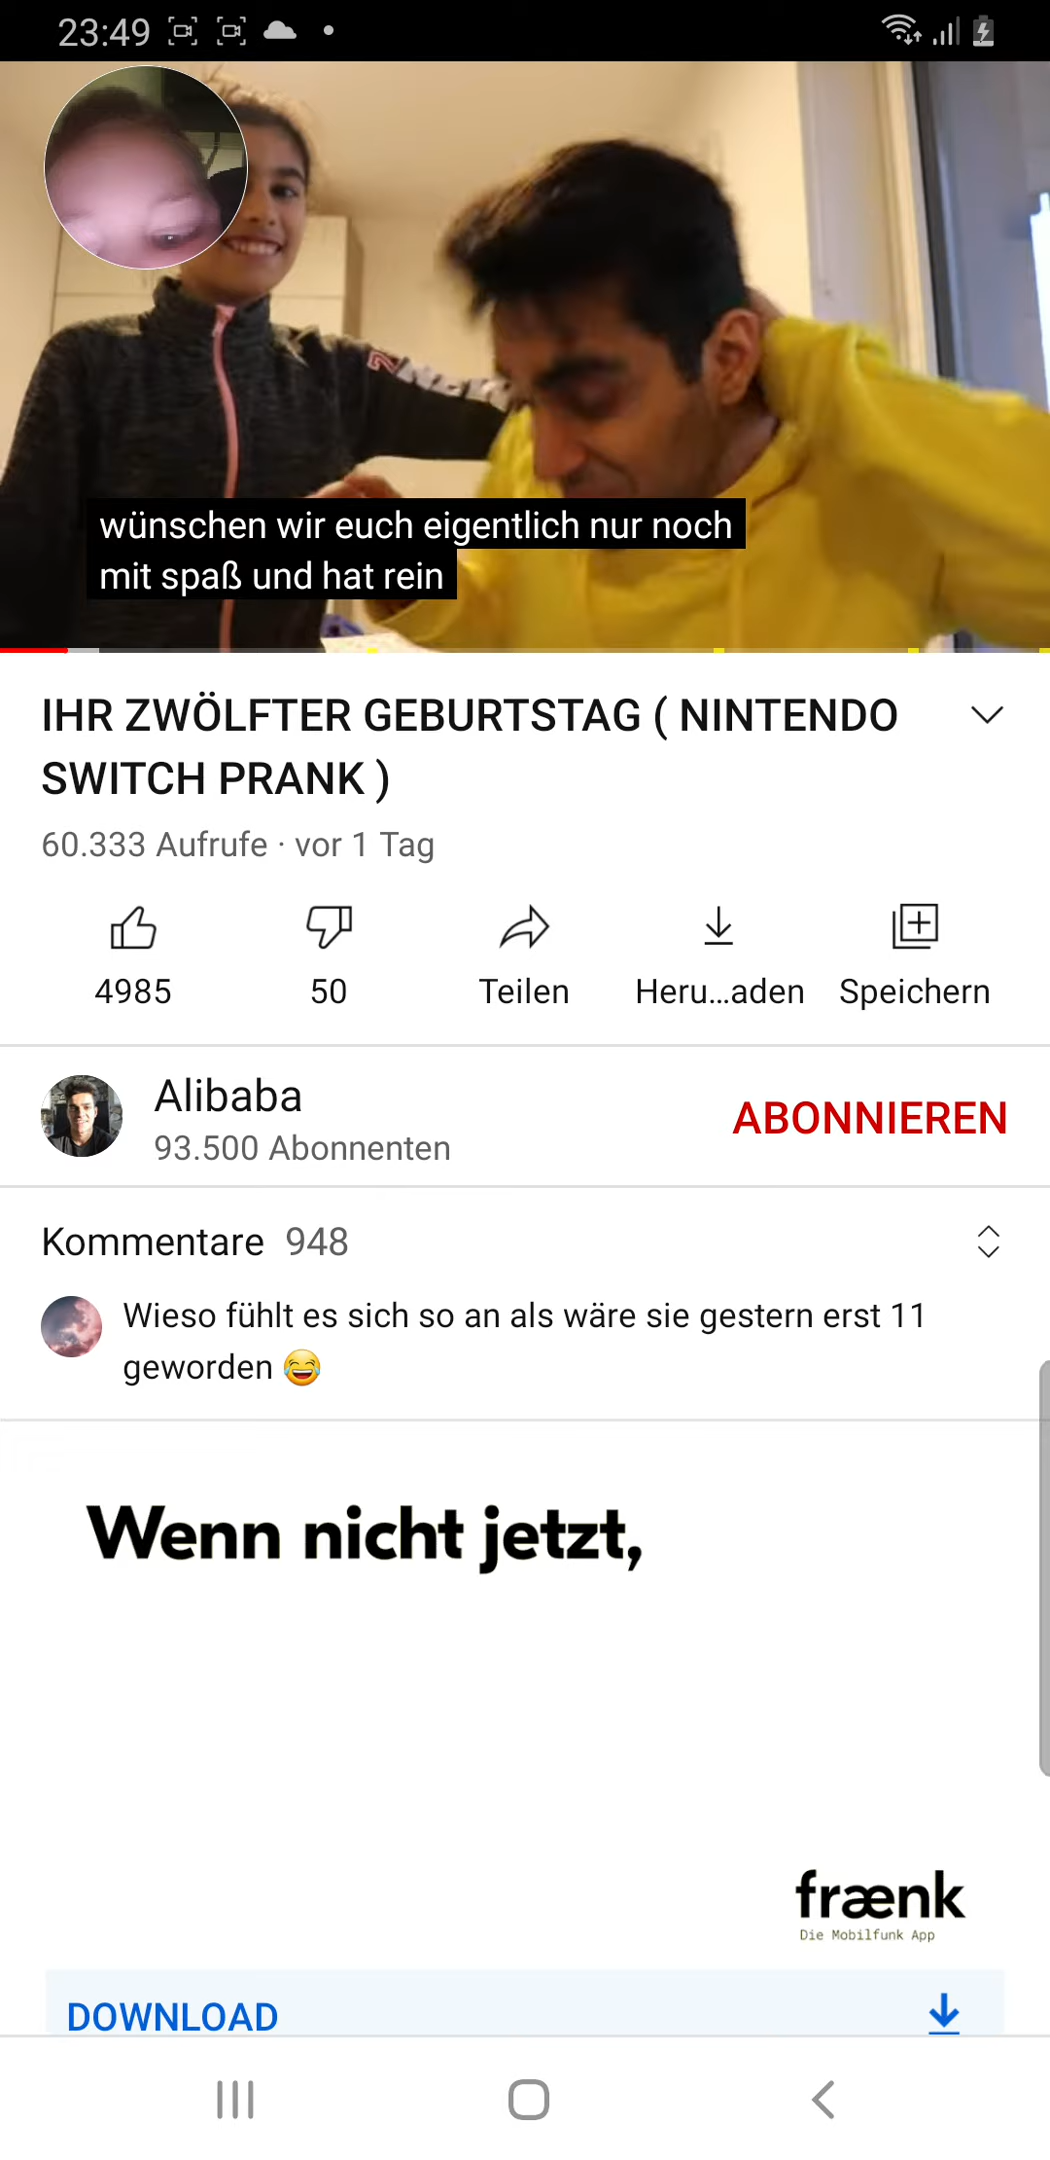 23:49
wünschen wir euch eigentlich nur noch
mit spaß und hat rein
IHR ZWÖLFTER GEBURTSTAG ( NINTENDO
SWITCH PRANK )
60.333 Aufrufe · vor 1 Tag
4985
50
Teilen
Heru...aden
Speichern
Alibaba
93.500 Abonnenten
ABONNIEREN
Kommentare 948
Wieso fühlt es sich so an als wäre sie gestern erst 11
geworden 😂
Wenn nicht jetzt,
frænk
Die Mobilfunk App
DOWNLOAD